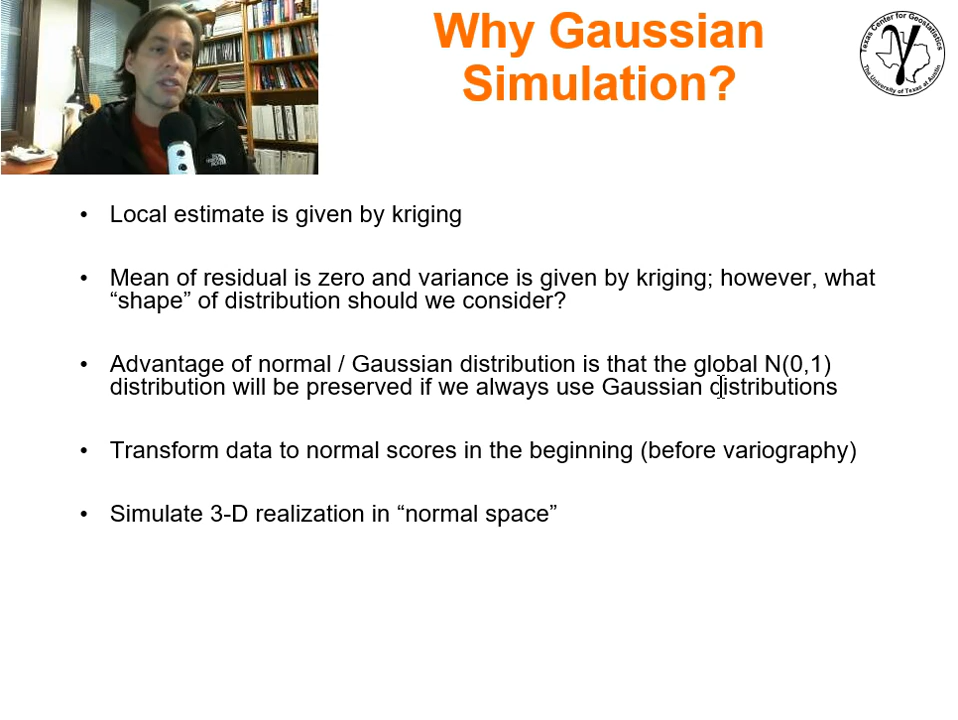 Why Gaussian
Simulation?
Texas Center for Geostatistics
The University of Texas at Austin
• Local estimate is given by kriging
• Mean of residual is zero and variance is given by kriging; however, what
“shape” of distribution should we consider?
• Advantage of normal / Gaussian distribution is that the global N(0,1)
distribution will be preserved if we always use Gaussian distributions
• Transform data to normal scores in the beginning (before variography)
• Simulate 3-D realization in “normal space”